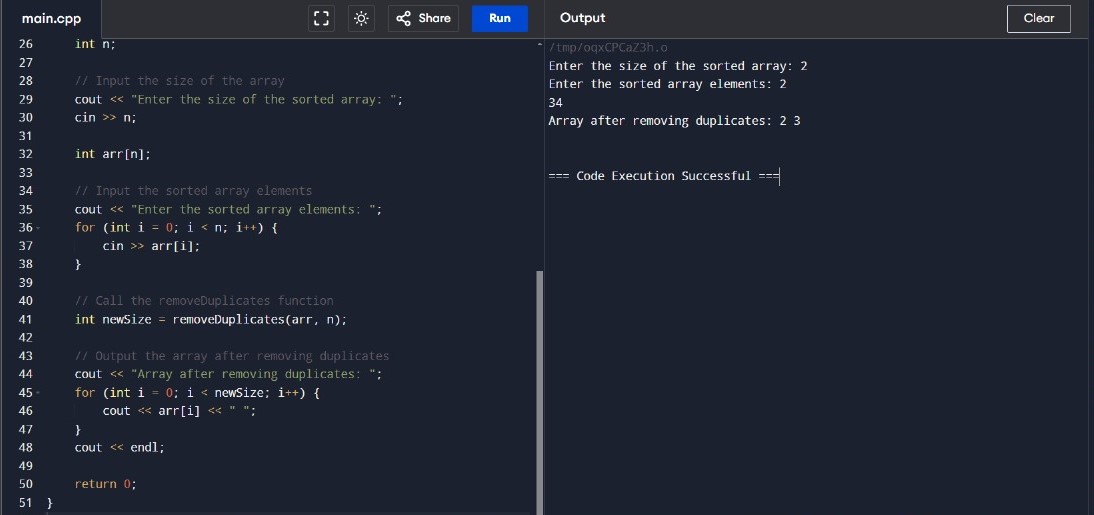 main.cpp
Share
Run
Output
Clear
26 int n;
27
28 // Input the size of the array
29 cout << "Enter the size of the sorted array: ";
30 cin >> n;
31
32 int arr[n];
33
34 // Input the sorted array elements
35 cout << "Enter the sorted array elements: ";
36 for (int i = 0; i < n; i++) {
37 cin >> arr[i];
38 }
39
40 // Call the removeDuplicates function
41 int newSize = removeDuplicates(arr, n);
42
43 // Output the array after removing duplicates
44 cout << "Array after removing duplicates: ";
45 for (int i = 0; i < newSize; i++) {
46 cout << arr[i] << " ";
47 }
48 cout << endl;
49
50 return 0;
51 }
/tmp/oqxCPCaZ3h.o
Enter the size of the sorted array: 2
Enter the sorted array elements: 2
34
Array after removing duplicates: 2 3
=== Code Execution Successful ===